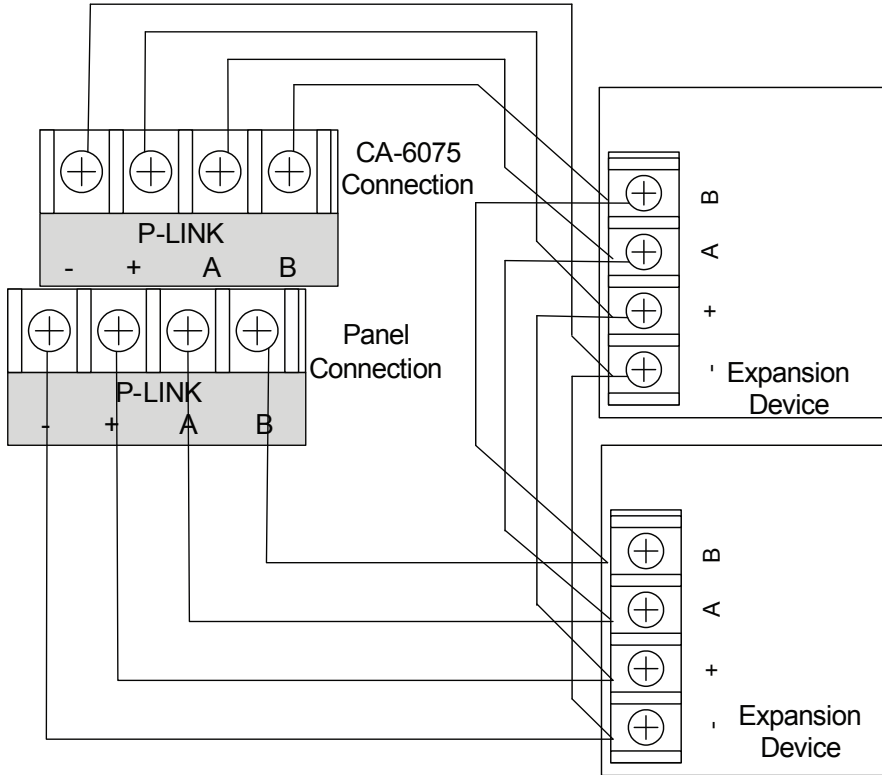 CA-6075
Connection
P-LINK
- + A B
Panel
Connection
P-LINK
- + A B
B
A
+
-
Expansion
Device
B
A
+
-
Expansion
Device